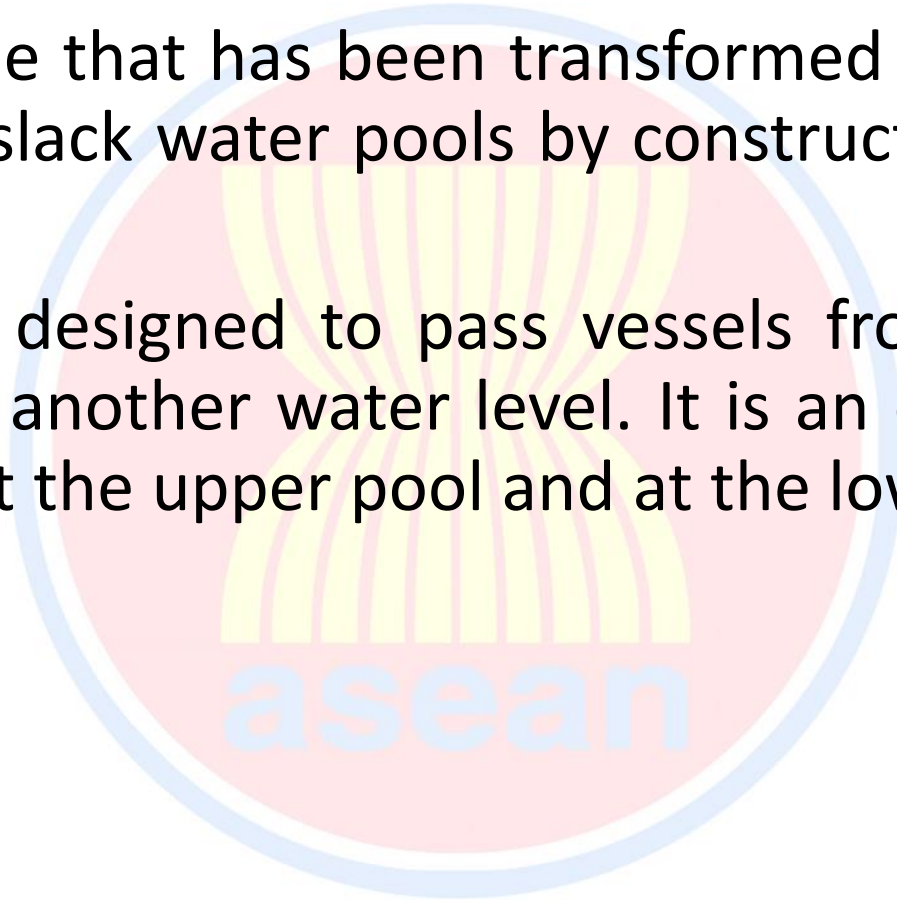 e that has been transformed
slack water pools by construct
designed to pass vessels fro
another water level. It is an
t the upper pool and at the low
asean